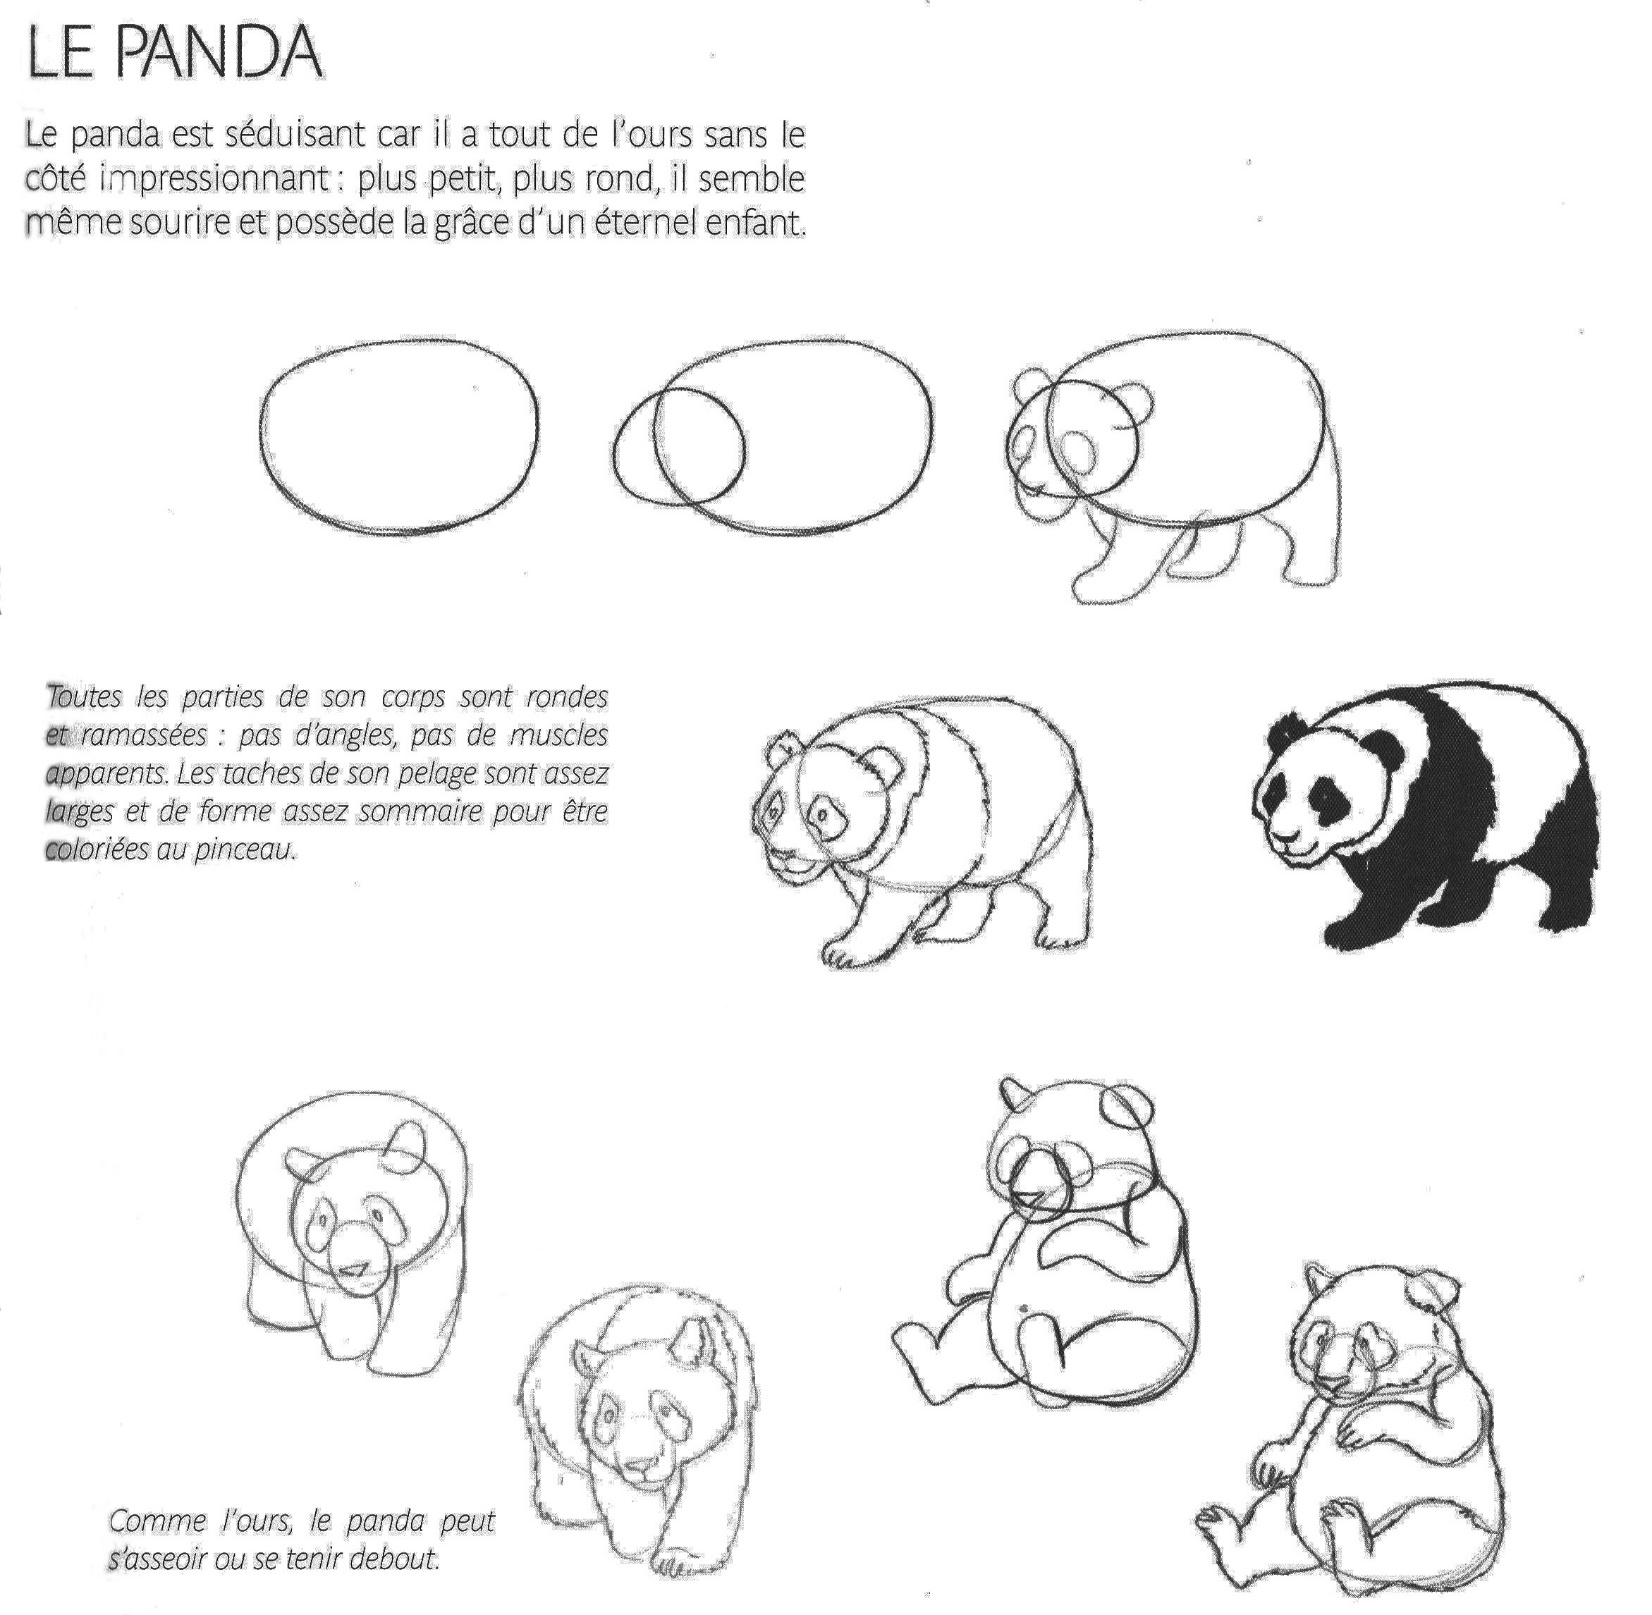 LE PANDA
Le panda est séduisant car il a tout de l'ours sans le
côté impressionnant : plus petit, plus rond, il semble
même sourire et possède la grâce d'un éternel enfant.
Toutes les parties de son corps sont rondes
et ramassées : pas d'angles, pas de muscles
apparents. Les taches de son pelage sont assez
larges et de forme assez sommaire pour être
coloriées au pinceau.
Comme l'ours, le panda peut
s'asseoir ou se tenir debout.